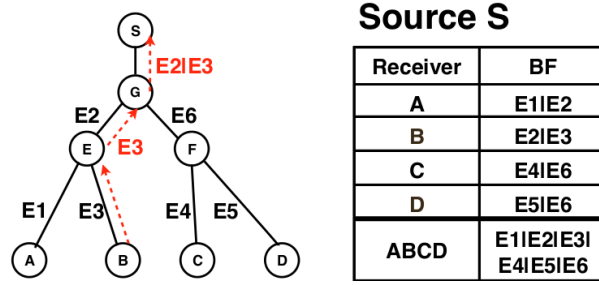 Source S
S
E2|E3
G
E2
E6
E3
E
F
E1
E3
E4
E5
A
B
C
D
Receiver BF
A E1|E2
B E2|E3
C E4|E6
D E5|E6
ABCD E1|E2|E3|
E4|E5|E6